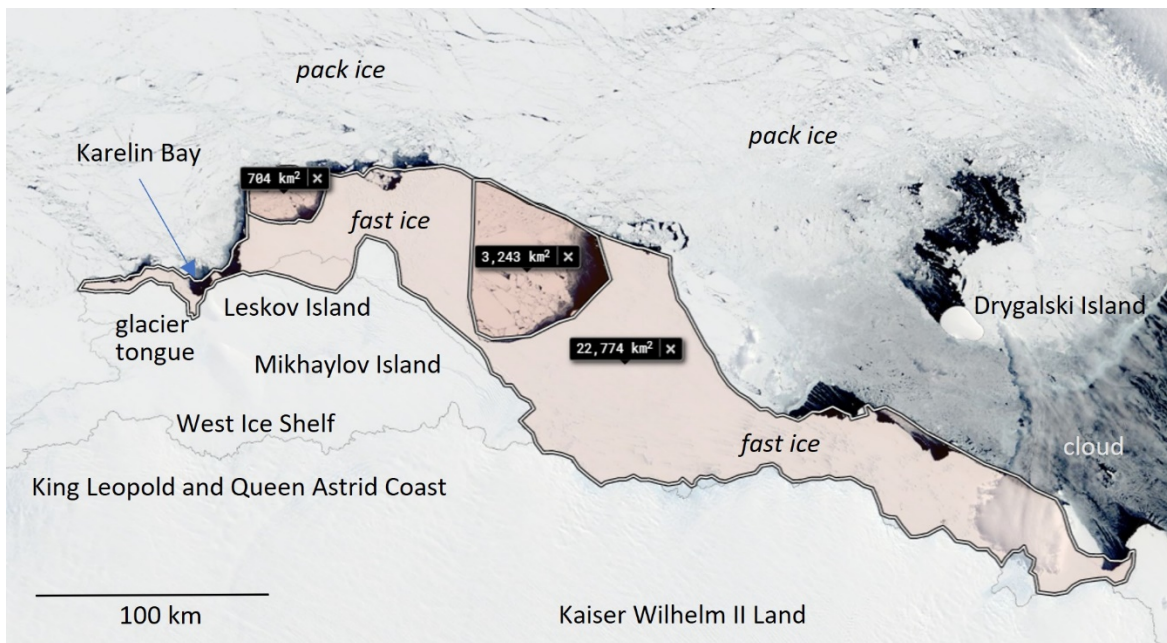 pack ice
pack ice
Karelin Bay
704 km² ×
fast ice
3,243 km² ×
Leskov Island
Drygalski Island
glacier
tongue
22,774 km² ×
Mikhaylov Island
West Ice Shelf
fast ice
cloud
King Leopold and Queen Astrid Coast
100 km
Kaiser Wilhelm II Land